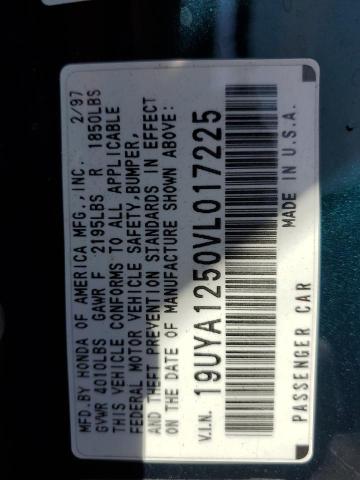 MFD.BY HONDA OF AMERICA MFG.,INC. 2/97
GVWR 4010LBS GAWR F 2195LBS R 1850LBS
THIS VEHICLE CONFORMS TO ALL APPLICABLE
FEDERAL MOTOR VEHICLE SAFETY,BUMPER,
AND THEFT PREVENTION STANDARDS IN EFFECT
ON THE DATE OF MANUFACTURE SHOWN ABOVE:
V.I.N. 19UYA1250VL017225
PASSENGER CAR MADE IN U.S.A.